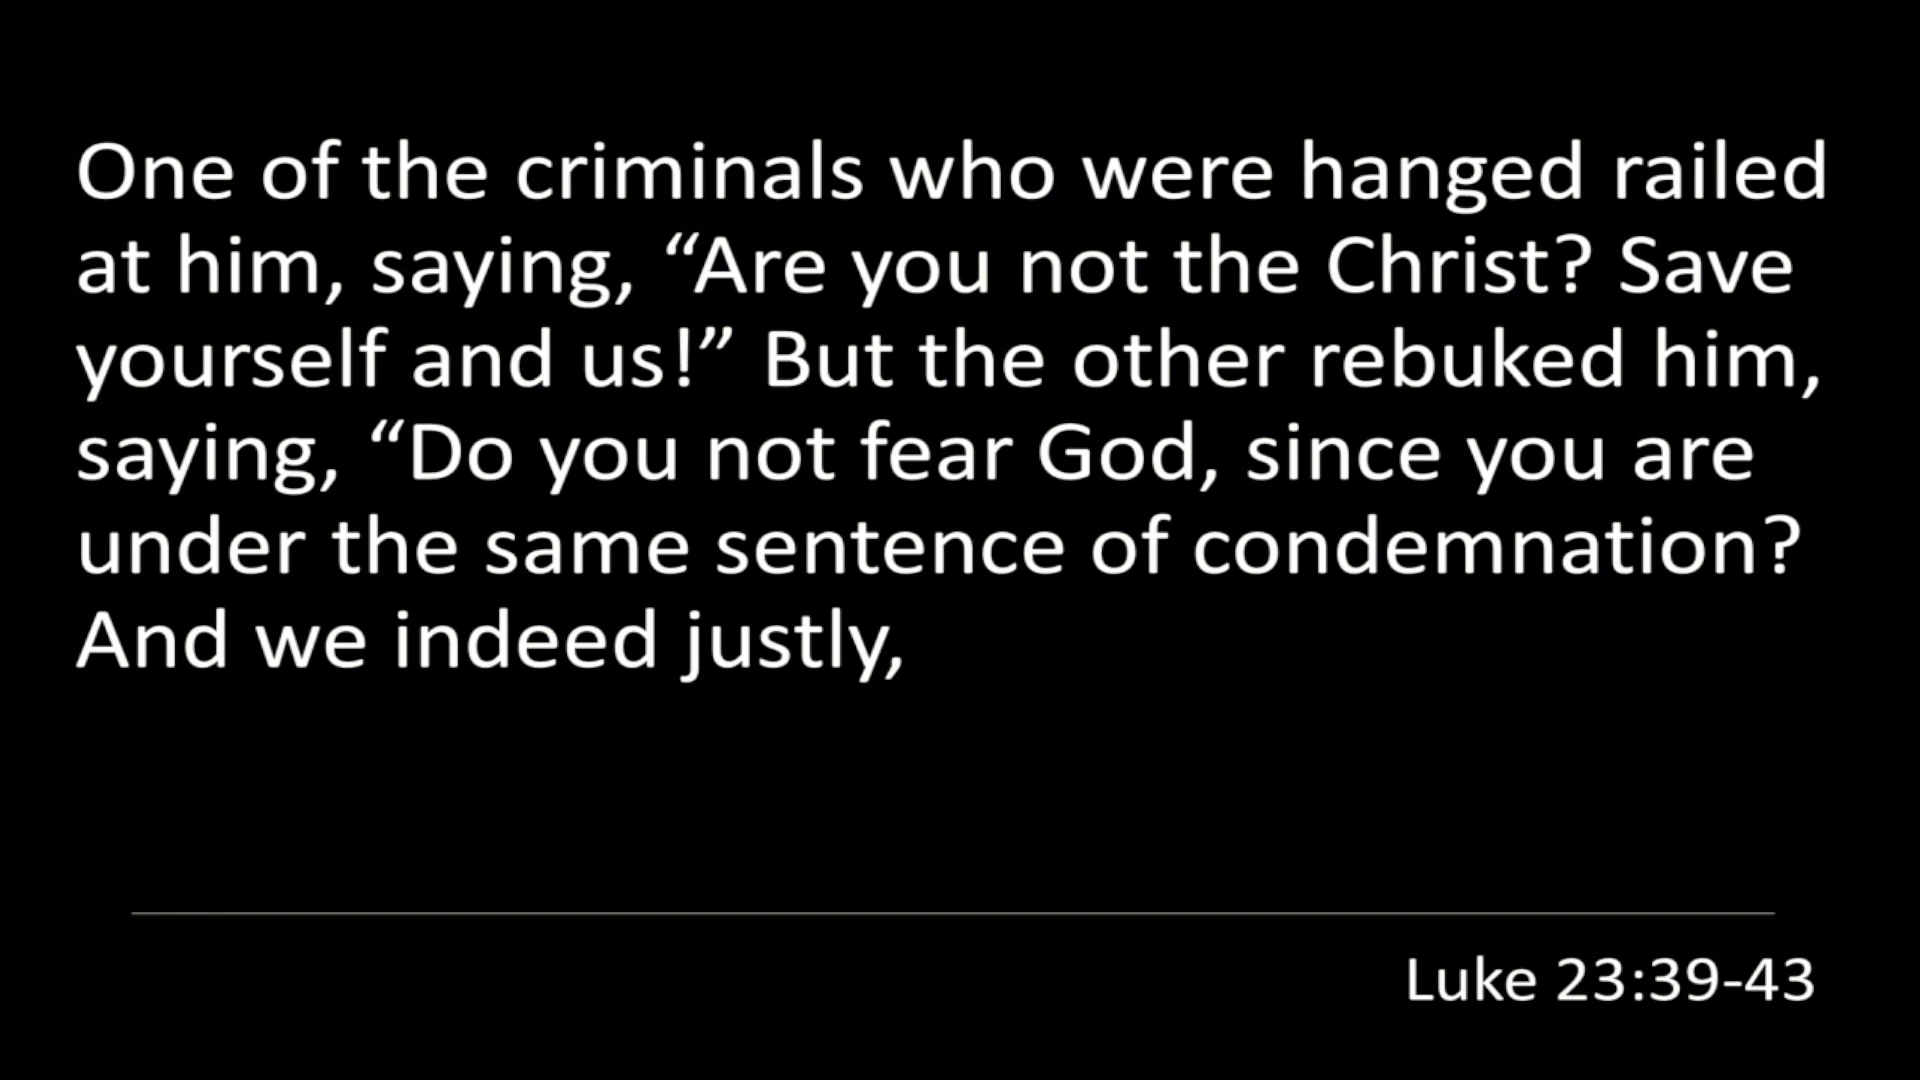 One of the criminals who were hanged railed
at him, saying, “Are you not the Christ? Save
yourself and us!” But the other rebuked him,
saying, “Do you not fear God, since you are
under the same sentence of condemnation?
And we indeed justly,
Luke 23:39-43